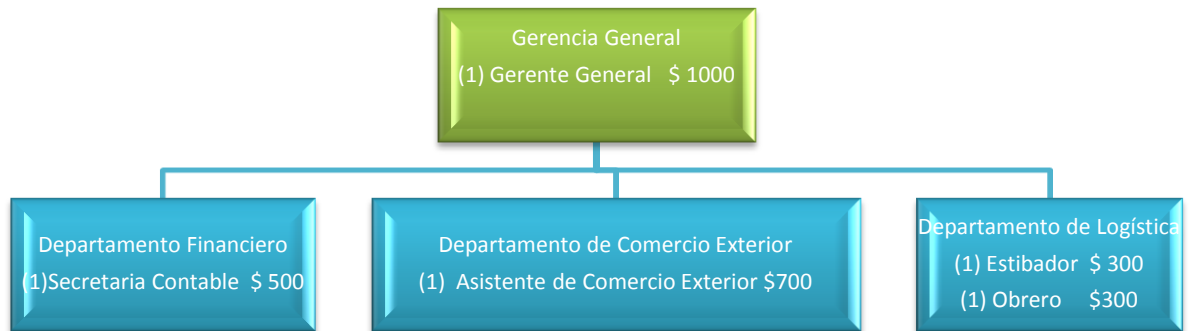 Gerencia General
(1) Gerente General $ 1000
Departamento Financiero
(1)Secretaria Contable $ 500
Departamento de Comercio Exterior
(1) Asistente de Comercio Exterior $700
Departamento de Logística
(1) Estibador $ 300
(1) Obrero $300